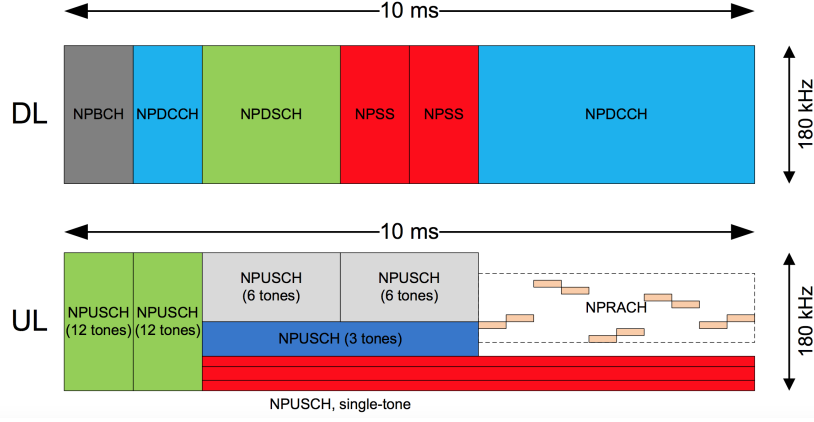 10 ms
DL
NPBCH
NPDCCH
NPDSCH
NPSS
NPSS
NPDCCH
180 kHz
10 ms
UL
NPUSCH
(12 tones)
NPUSCH
(12 tones)
NPUSCH
(6 tones)
NPUSCH
(6 tones)
NPUSCH (3 tones)
NPRACH
180 kHz
NPUSCH, single-tone